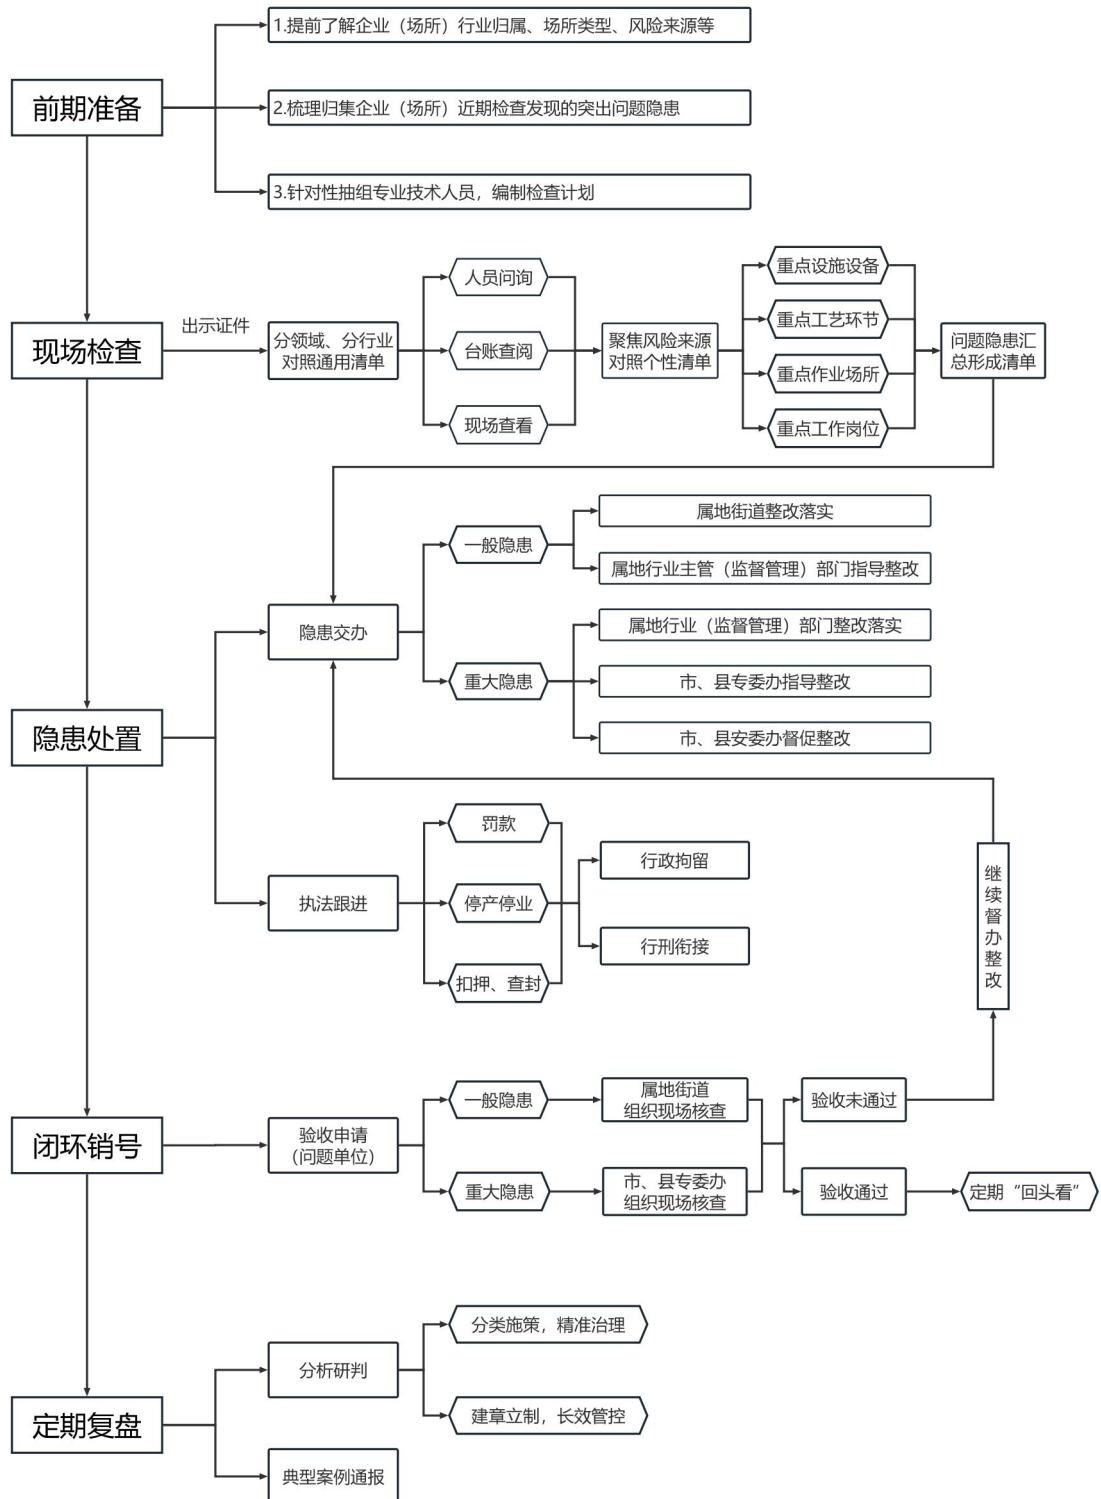 前期准备
1.提前了解企业（场所）行业归属、场所类型、风险来源等
2.梳理归集企业（场所）近期检查发现的突出问题隐患
3.针对性抽组专业技术人员，编制检查计划
现场检查
出示证件
分领域、分行业
对照通用清单
人员问询
台账查阅
现场查看
聚焦风险来源
对照个性清单
重点设施设备
重点工艺环节
重点作业场所
重点工作岗位
问题隐患汇
总形成清单
隐患处置
隐患交办
一般隐患
属地街道整改落实
属地行业主管（监督管理）部门指导整改
重大隐患
属地行业（监督管理）部门整改落实
市、县专委办指导整改
市、县安委办督促整改
执法跟进
罚款
停产停业
扣押、查封
行政拘留
行刑衔接
继续督办整改
闭环销号
验收申请
（问题单位）
一般隐患
属地街道
组织现场核查
重大隐患
市、县专委办
组织现场核查
验收未通过
验收通过
定期“回头看”
定期复盘
分析研判
分类施策，精准治理
建章立制，长效管控
典型案例通报